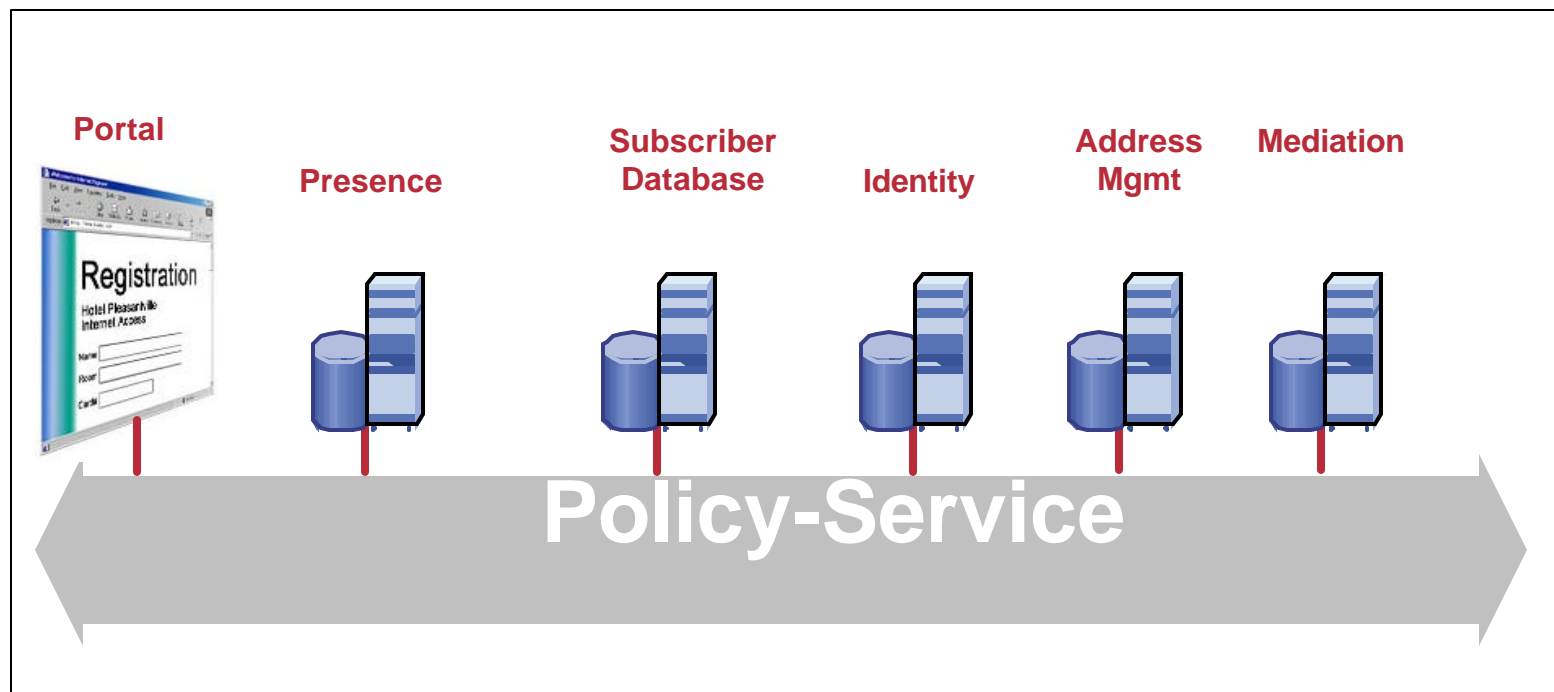 Portal
Presence
Subscriber
Database
Identity
Address
Mgmt
Mediation
Registration
Hotel Pleasantville
Internet Access
Name
Room
Policy-Service